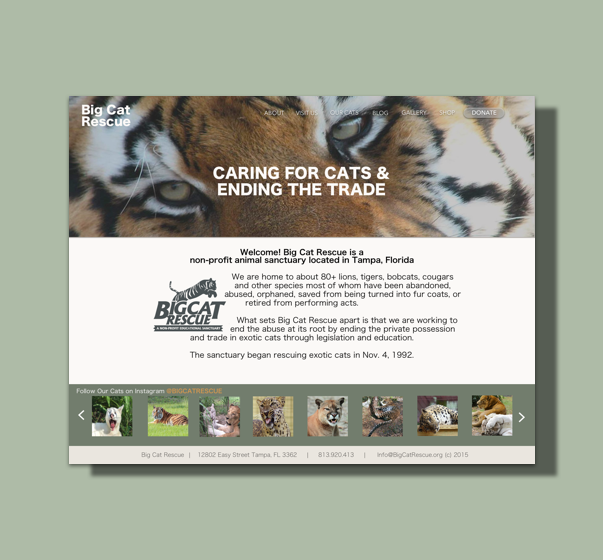 Big Cat
Rescue
ABOUT VISIT US OUR CATS BLOG GALLERY SHOP DONATE
CARING FOR CATS &
ENDING THE TRADE
Welcome! Big Cat Rescue is a
non-profit animal sanctuary located in Tampa, Florida
We are home to about 80+ lions, tigers, bobcats, cougars
and other species most of whom have been abandoned,
abused, orphaned, saved from being turned into fur coats, or
retired from performing acts.
BIGCAT
RESCUE
A NON-PROFIT EDUCATIONAL SANCTUARY
What sets Big Cat Rescue apart is that we are working to
end the abuse at its root by ending the private possession
and trade in exotic cats through legislation and education.
The sanctuary began rescuing exotic cats in Nov. 4, 1992.
Follow Our Cats on Instagram @BIGCATRESCUE
Big Cat Rescue | 12802 Easy Street Tampa, FL 3362 | 813.920.413 | Info@BigCatRescue.org (c) 2015